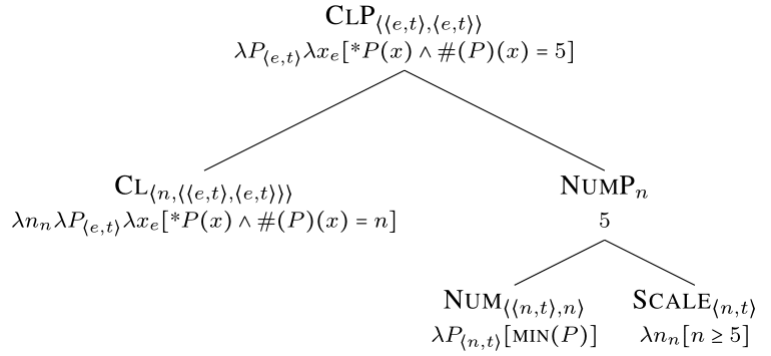 CLP⟨⟨e,t⟩,⟨e,t⟩⟩
λP⟨e,t⟩λxe[*P(x) ∧ #(P)(x) = 5]
CL⟨n,⟨⟨e,t⟩,⟨e,t⟩⟩⟩ NUMPn
λnnλP⟨e,t⟩λxe[*P(x) ∧ #(P)(x) = n] 5
NUM⟨⟨n,t⟩,n⟩ SCALE⟨n,t⟩
λP⟨n,t⟩[MIN(P)] λnn[n ≥ 5]